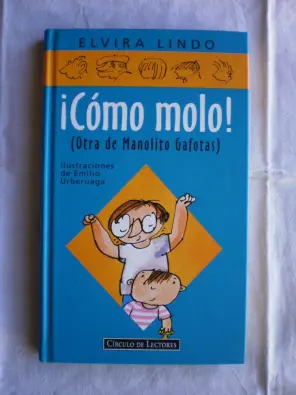 ELVIRA LINDO
¡Cómo molo!
(Otra de Manolito Gafotas)
Ilustraciones
de Emilio
Urberuaga
CÍRCULO DE LECTORES